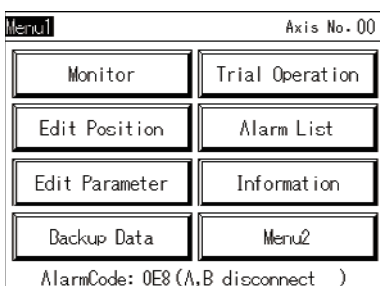 Menu1 Axis No. 00
Monitor Trial Operation
Edit Position Alarm List
Edit Parameter Information
Backup Data Menu2
AlarmCode: 0E8(A,B disconnect )